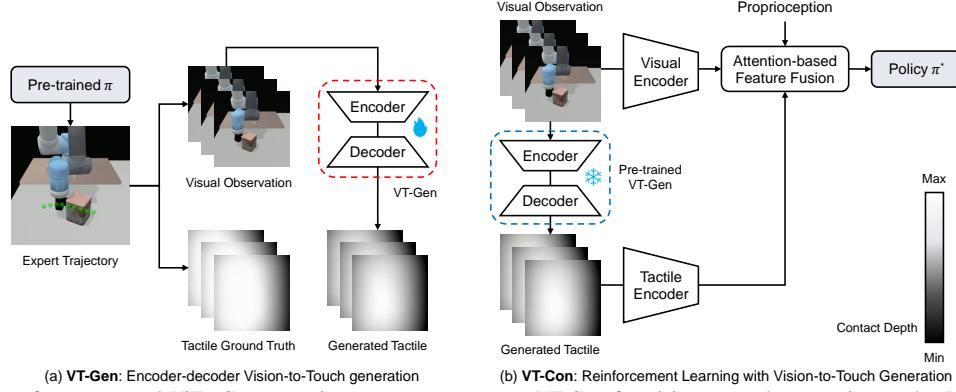 Pre-trained π
Expert Trajectory
Visual Observation
Tactile Ground Truth
Encoder
Decoder
VT-Gen
Generated Tactile
(a) VT-Gen: Encoder-decoder Vision-to-Touch generation
Visual Observation
Visual
Encoder
Proprioception
Attention-based
Feature Fusion
Policy π*
Encoder
Decoder
Pre-trained
VT-Gen
Generated Tactile
Tactile
Encoder
Max
Contact Depth
Min
(b) VT-Con: Reinforcement Learning with Vision-to-Touch Generation